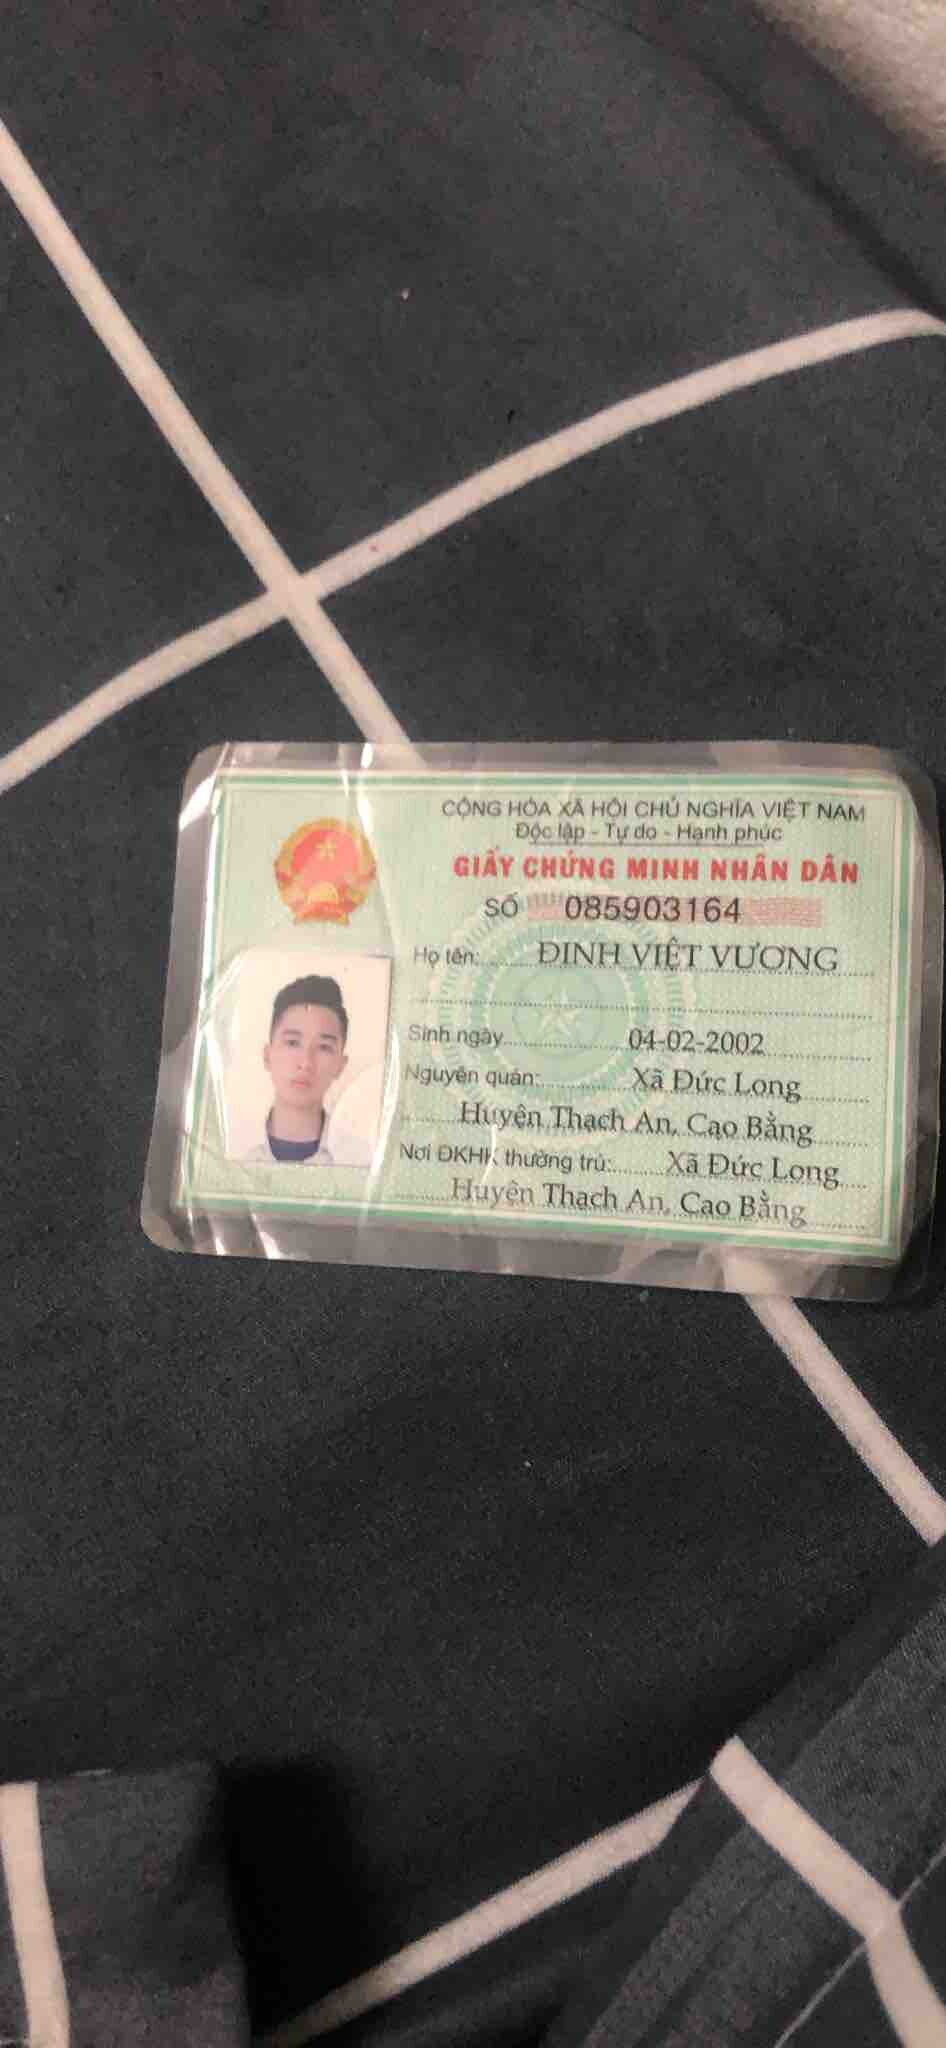 CỘNG HÒA XÃ HỘI CHỦ NGHĨA VIỆT NAM
Độc lập - Tự do - Hạnh phúc
GIẤY CHỨNG MINH NHÂN DÂN
SỐ 085903164
Họ tên: ĐINH VIỆT VƯƠNG
Sinh ngày 04-02-2002
Nguyên quán: Xã Đức Long
Huyện Thạch An, Cao Bằng
Nơi ĐKHK thường trú: Xã Đức Long
Huyện Thạch An, Cao Bằng